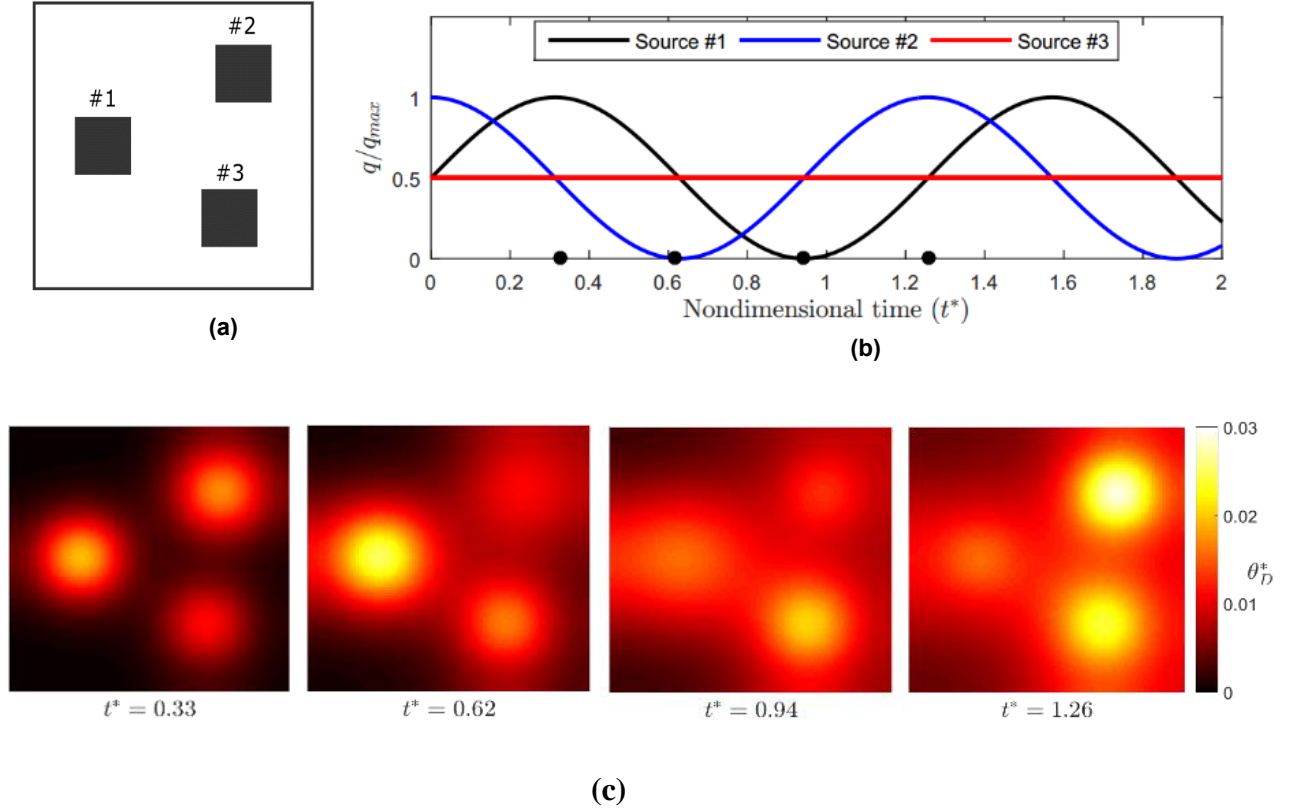 #2
#1
#3
(a)
Source #1 Source #2 Source #3
q/q_max
1
0.5
0
0 0.2 0.4 0.6 0.8 1 1.2 1.4 1.6 1.8 2
Nondimensional time (t*)
(b)
0.03
0.02
θ*_D
0.01
0
t* = 0.33 t* = 0.62 t* = 0.94 t* = 1.26
(c)